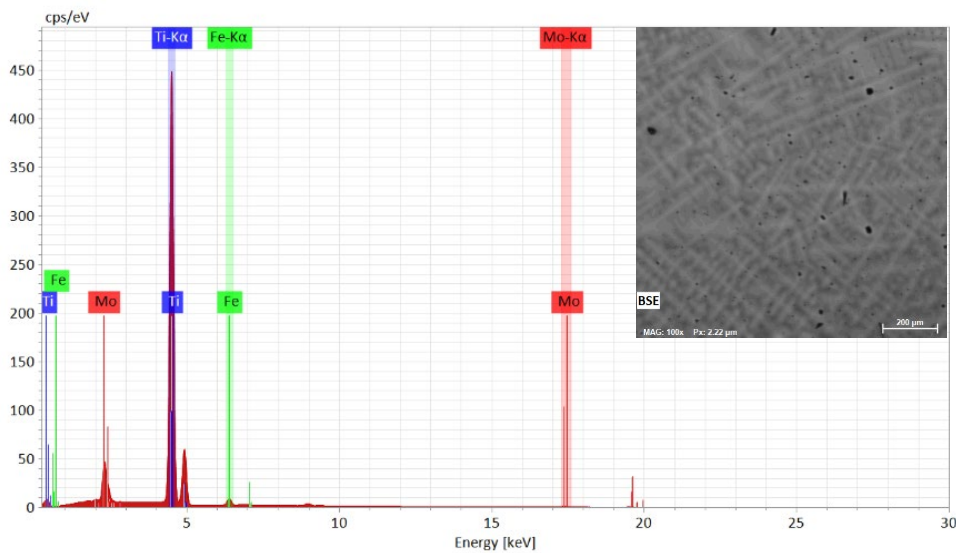 cps/eV
Ti-Kα Fe-Kα Mo-Kα
450
400
350
300
250
Fe
Ti Mo Ti Fe Mo
200
150
100
50
0
5 10 15 20 25 30
Energy [keV]
BSE
MAG: 100x Px: 2.22 µm
200 µm